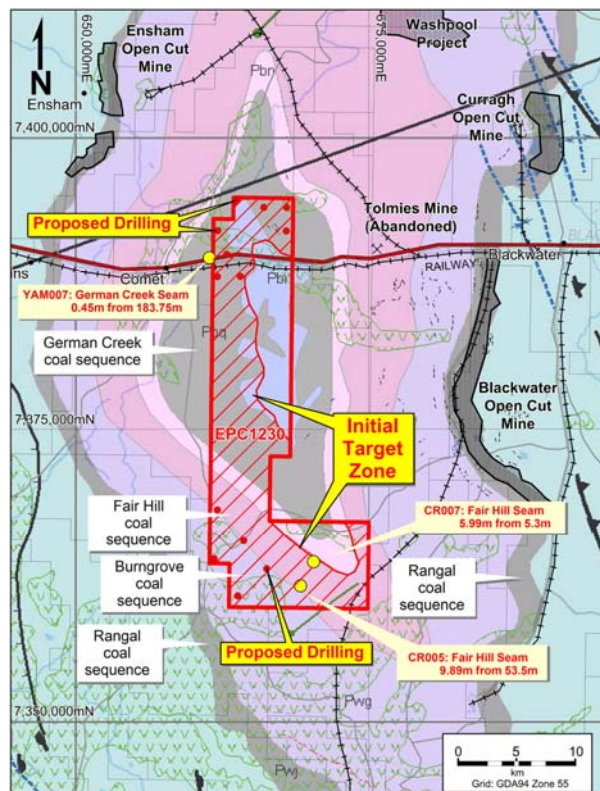 650,000mE
675,000mE
Ensham
Open Cut
Mine
Washpool
Project
N
Pbr
Ensham
Curragh
Open Cut
Mine
7,400,000mN
Proposed Drilling
Tolmies Mine
(Abandoned)
Comet
RAILWAY
Blackwater
YAM007: German Creek Seam
0.45m from 183.75m
German Creek
coal sequence
Blackwater
Open Cut
Mine
7,375,000mN
EPC1230
Initial
Target
Zone
Fair Hill
coal
sequence
CR007: Fair Hill Seam
5.99m from 5.3m
Burngrove
coal
sequence
Rangal
coal
sequence
Rangal
coal
sequence
Proposed Drilling
CR005: Fair Hill Seam
9.89m from 53.5m
7,350,000mN
Pwg
Pwj
0 5 10
km
Grid: GDA94 Zone 55